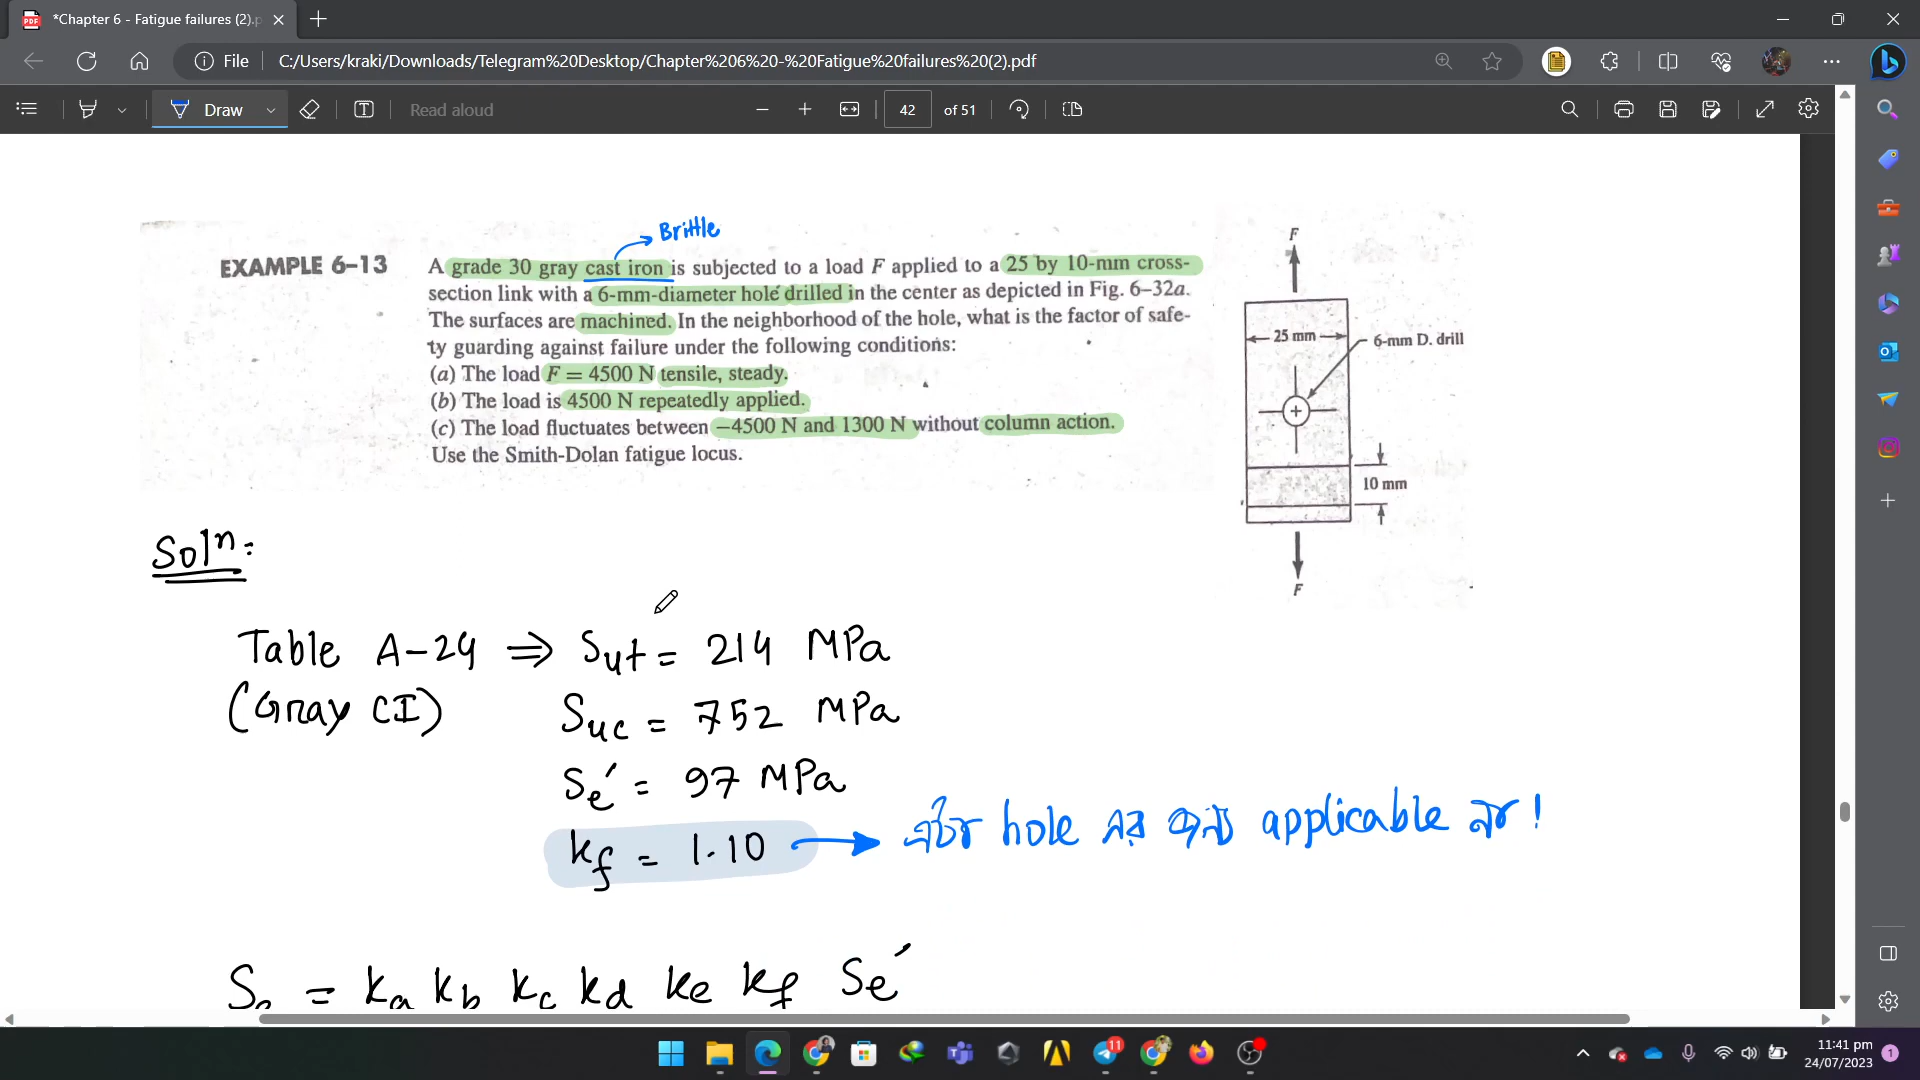 *Chapter 6 - Fatigue failures (2).p
File
C:/Users/kraki/Downloads/Telegram%20Desktop/Chapter%206%20-%20Fatigue%20failures%20(2).pdf
Draw
Read aloud
42
of 51
Brittle
EXAMPLE 6–13
A grade 30 gray cast iron is subjected to a load F applied to a 25 by 10-mm cross-
section link with a 6-mm-diameter hole drilled in the center as depicted in Fig. 6–32a.
The surfaces are machined. In the neighborhood of the hole, what is the factor of safe-
ty guarding against failure under the following conditions:
(a) The load F = 4500 N tensile, steady.
(b) The load is 4500 N repeatedly applied.
(c) The load fluctuates between −4500 N and 1300 N without column action.
Use the Smith-Dolan fatigue locus.
F
25 mm
6-mm D. drill
10 mm
F
Solⁿ:
Table A-24 ⇒ Sut = 214 MPa
(Gray CI) Suc = 752 MPa
Se′ = 97 MPa
kf = 1.10 → hole এর জন্য applicable নয়!
Se = ka kb kc kd ke kf Se′
11
11:41 pm
24/07/2023
1